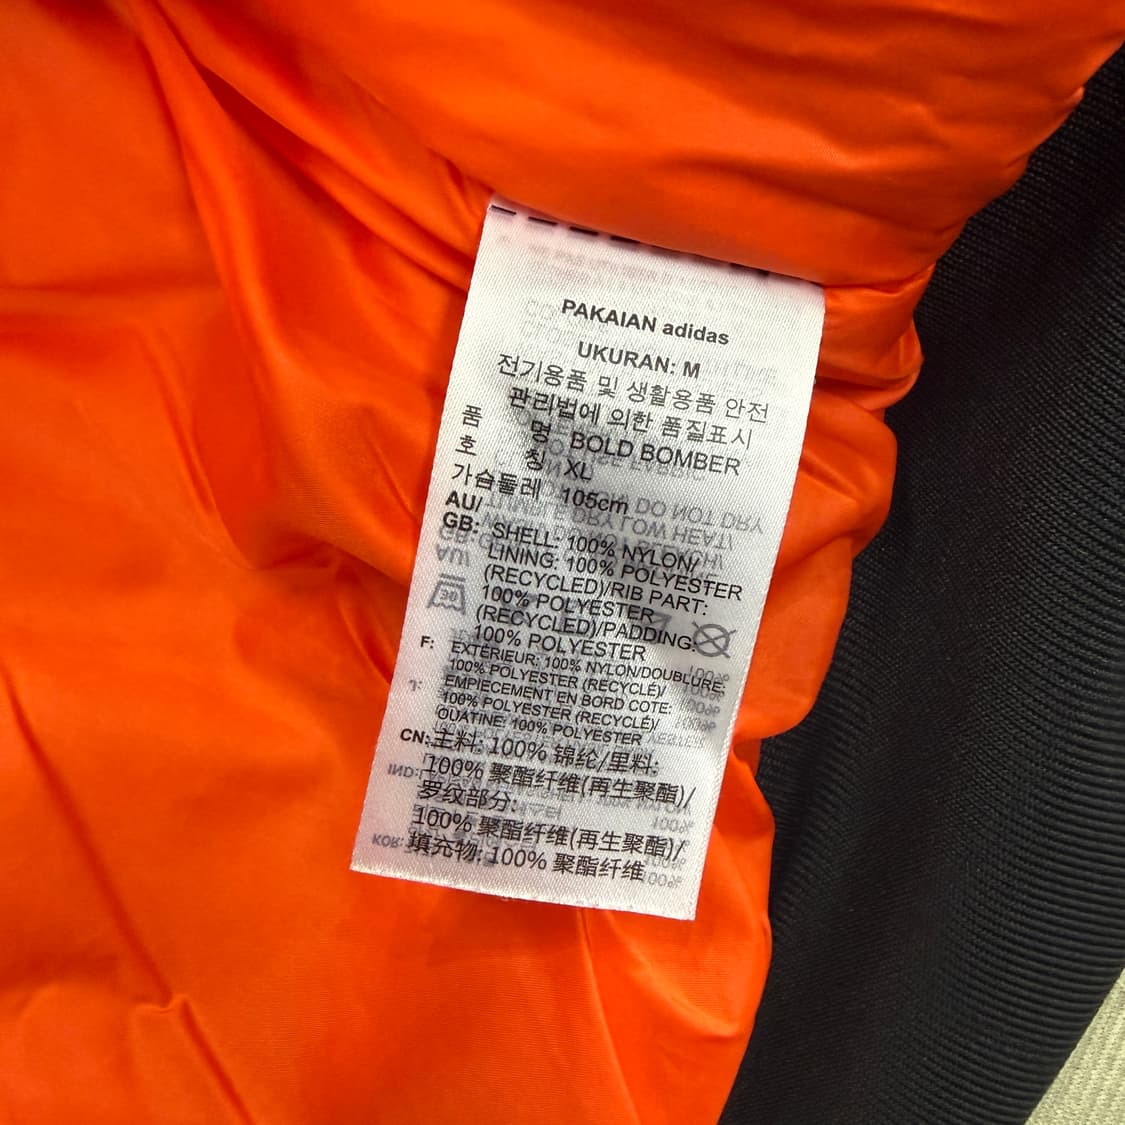 PAKAIAN adidas
UKURAN: M
전기용품 및 생활용품 안전
관리법에 의한 품질표시
품 명 BOLD BOMBER
호 칭 XL
가슴둘레 105cm
AU/
GB: SHELL: 100% NYLON/
LINING: 100% POLYESTER
(RECYCLED)/RIB PART:
100% POLYESTER
(RECYCLED)/PADDING:
100% POLYESTER
F: EXTÉRIEUR: 100% NYLON/DOUBLURE:
100% POLYESTER (RECYCLÉ)/
EMPIECEMENT EN BORD COTE:
100% POLYESTER (RECYCLÉ)/
OUATINE: 100% POLYESTER
CN: 主料: 100% 锦纶/里料:
100% 聚酯纤维(再生聚酯)/
罗纹部分:
100% 聚酯纤维(再生聚酯)/
填充物: 100% 聚酯纤维